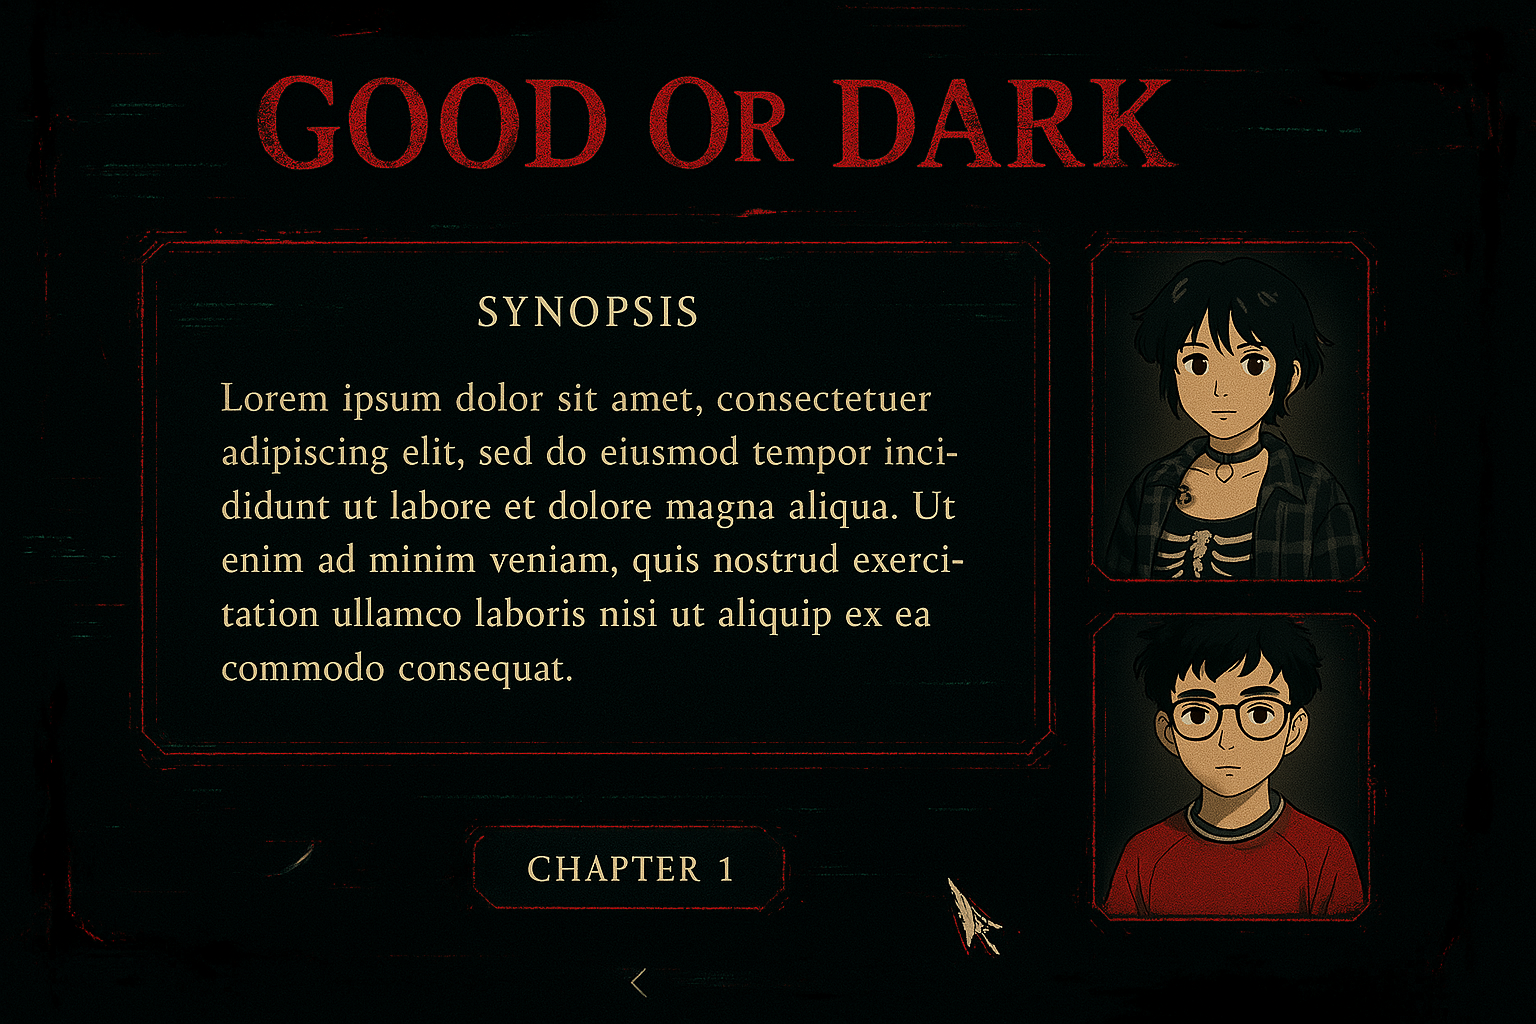 GOOD OR DARK
SYNOPSIS
Lorem ipsum dolor sit amet, consectetuer
adipiscing elit, sed do eiusmod tempor inci-
didunt ut labore et dolore magna aliqua. Ut
enim ad minim veniam, quis nostrud exerci-
tation ullamco laboris nisi ut aliquip ex ea
commodo consequat.
CHAPTER 1